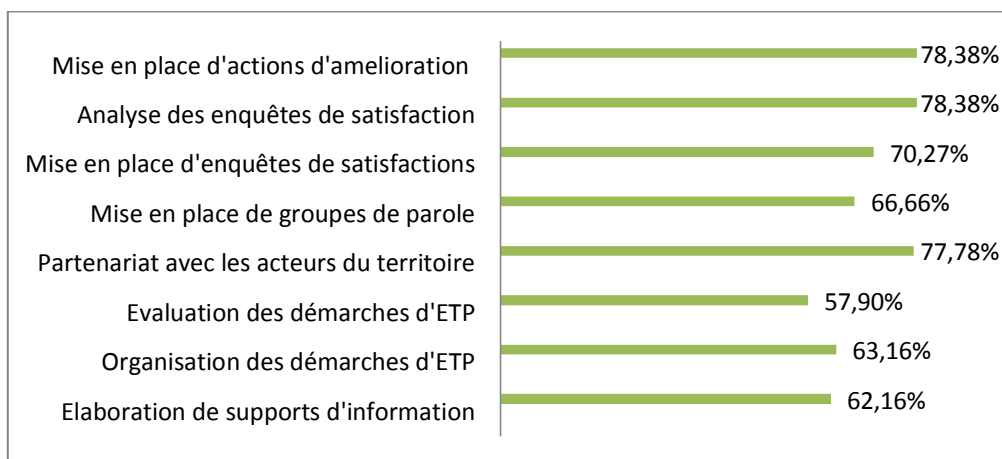 Mise en place d'actions d'amelioration 78,38%
Analyse des enquêtes de satisfaction 78,38%
Mise en place d'enquêtes de satisfactions 70,27%
Mise en place de groupes de parole 66,66%
Partenariat avec les acteurs du territoire 77,78%
Evaluation des démarches d'ETP 57,90%
Organisation des démarches d'ETP 63,16%
Elaboration de supports d'information 62,16%